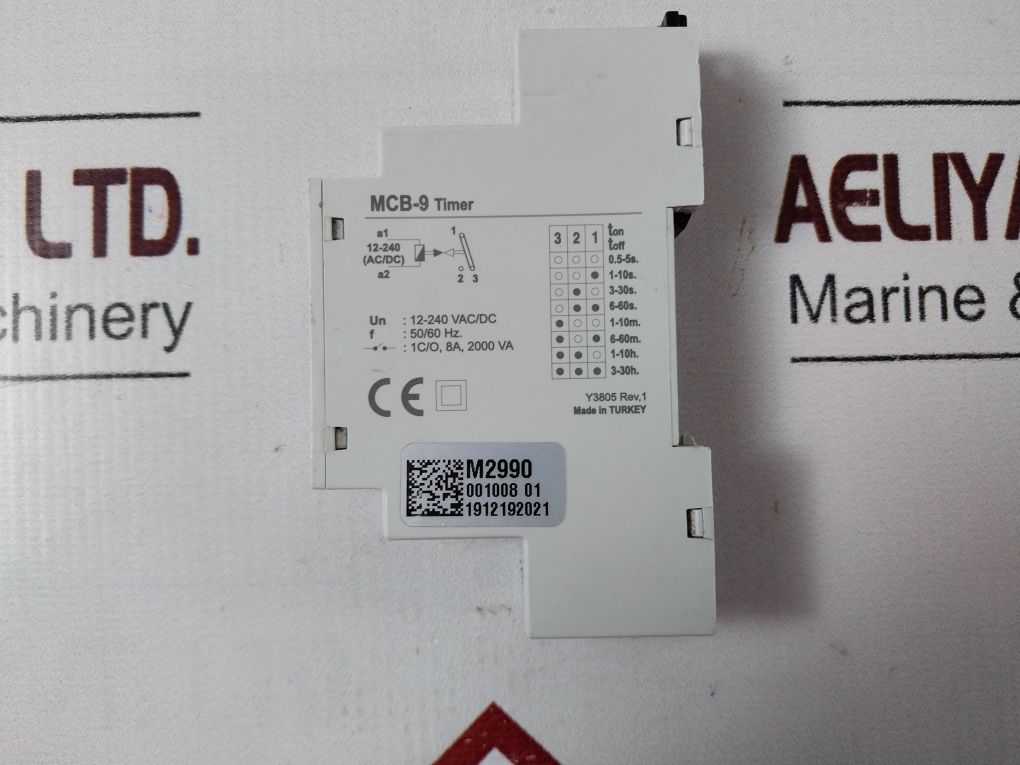 LTD.
chinery
AELIYA
Marine &
MCB-9 Timer
a1
12-240
(AC/DC)
a2
1
2 3
Un : 12-240 VAC/DC
f : 50/60 Hz.
: 1C/O, 8A, 2000 VA
CE
3 2 1 ton
toff
0.5-5s.
1-10s.
3-30s.
6-60s.
1-10m.
6-60m.
1-10h.
3-30h.
Y3805 Rev,1
Made in TURKEY
M2990
001008 01
1912192021